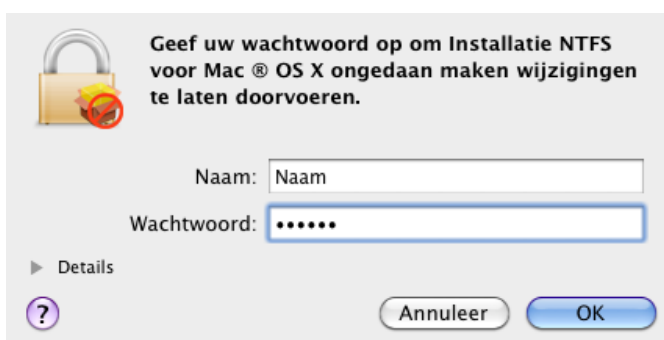 Geef uw wachtwoord op om Installatie NTFS
voor Mac ® OS X ongedaan maken wijzigingen
te laten doorvoeren.
Naam: Naam
Wachtwoord: ••••••
Details
? Annuleer OK